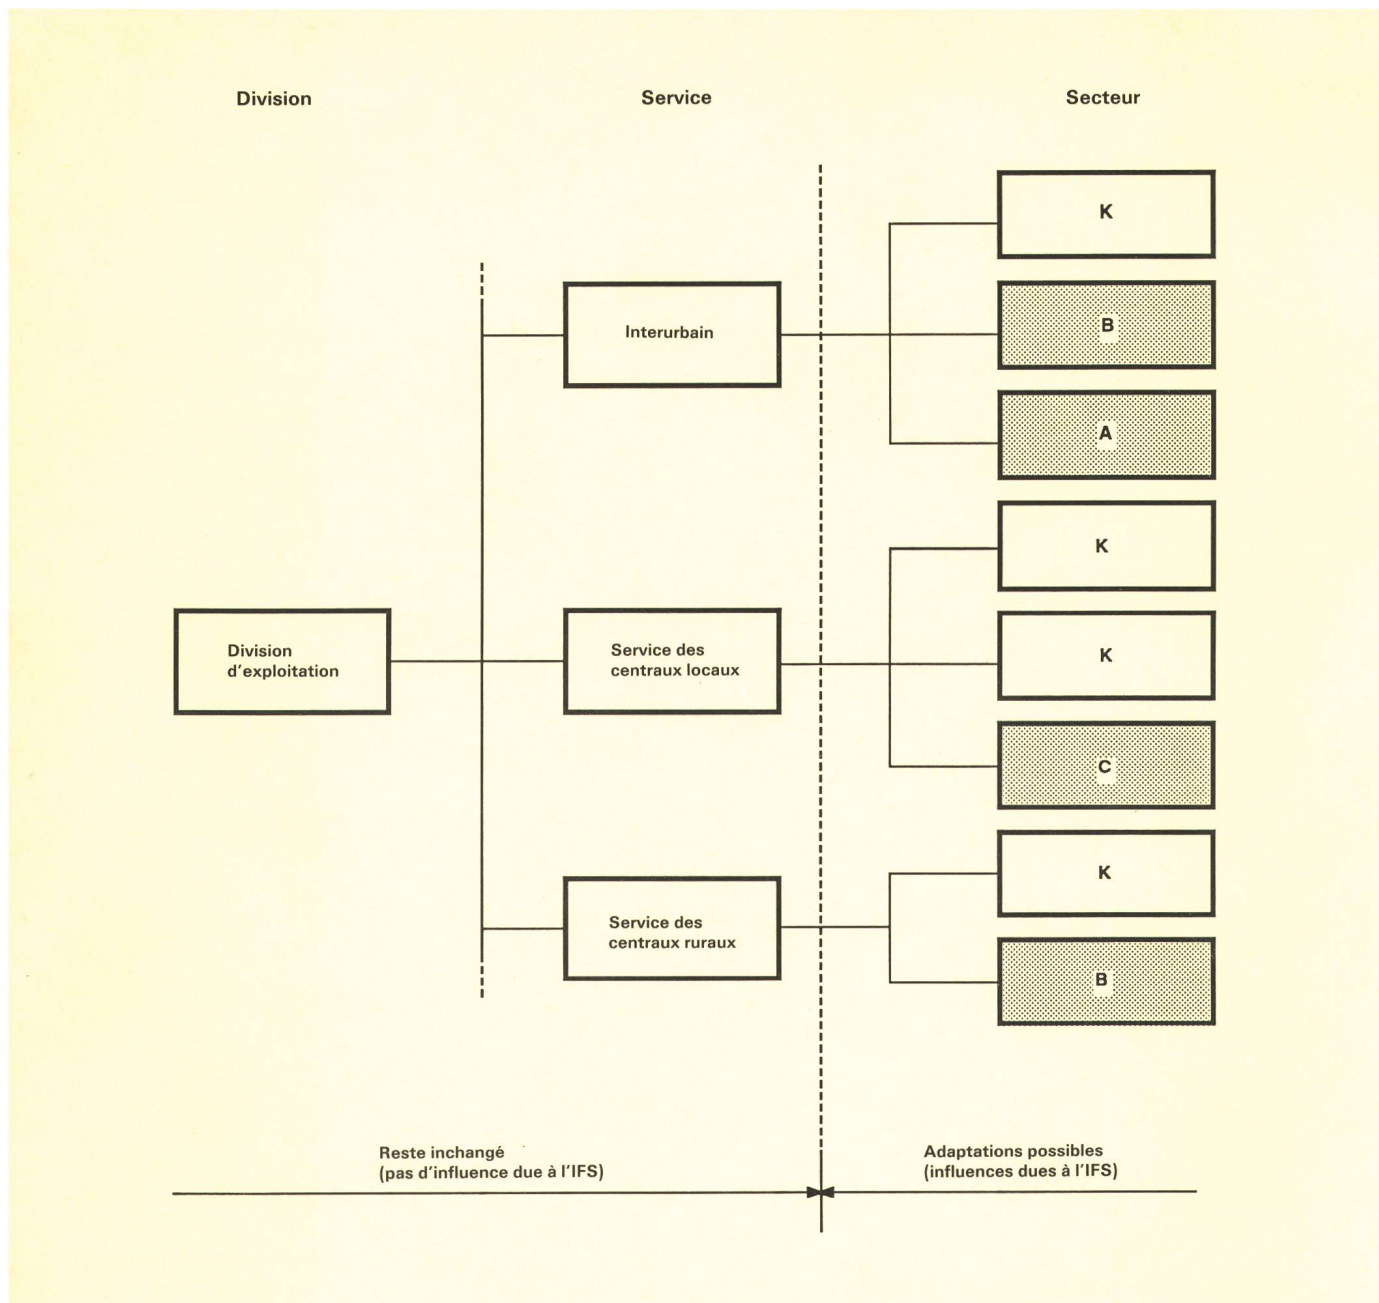 Division
Service
Secteur
K
B
Interurbain
A
K
Division
d'exploitation
Service des
centraux locaux
K
C
K
Service des
centraux ruraux
B
Reste inchangé
(pas d'influence due à l'IFS)
Adaptations possibles
(influences dues à l'IFS)